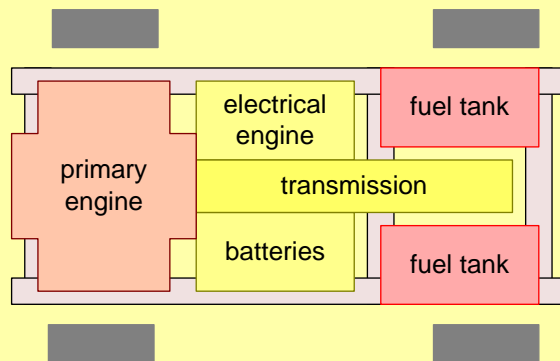 electrical
engine
fuel tank
primary
engine
transmission
batteries
fuel tank